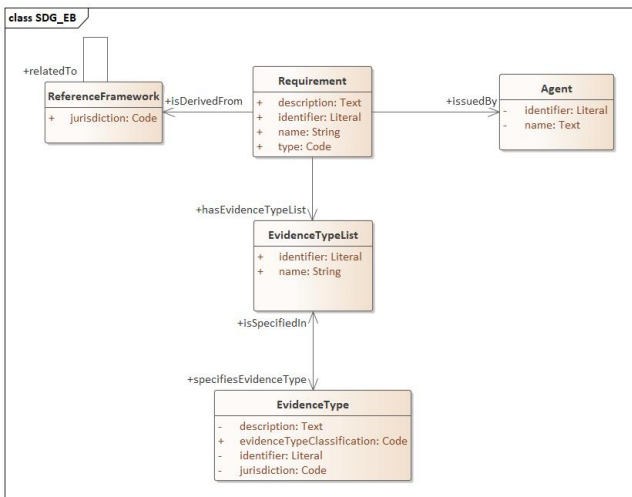 class SDG_EB
+relatedTo
ReferenceFramework
+ jurisdiction: Code
+isDerivedFrom
Requirement
+ description: Text
+ identifier: Literal
+ name: String
+ type: Code
+issuedBy
Agent
- identifier: Literal
- name: Text
+hasEvidenceTypeList
EvidenceTypeList
+ identifier: Literal
+ name: String
+isSpecifiedIn
+specifiesEvidenceType
EvidenceType
- description: Text
+ evidenceTypeClassification: Code
- identifier: Literal
- jurisdiction: Code